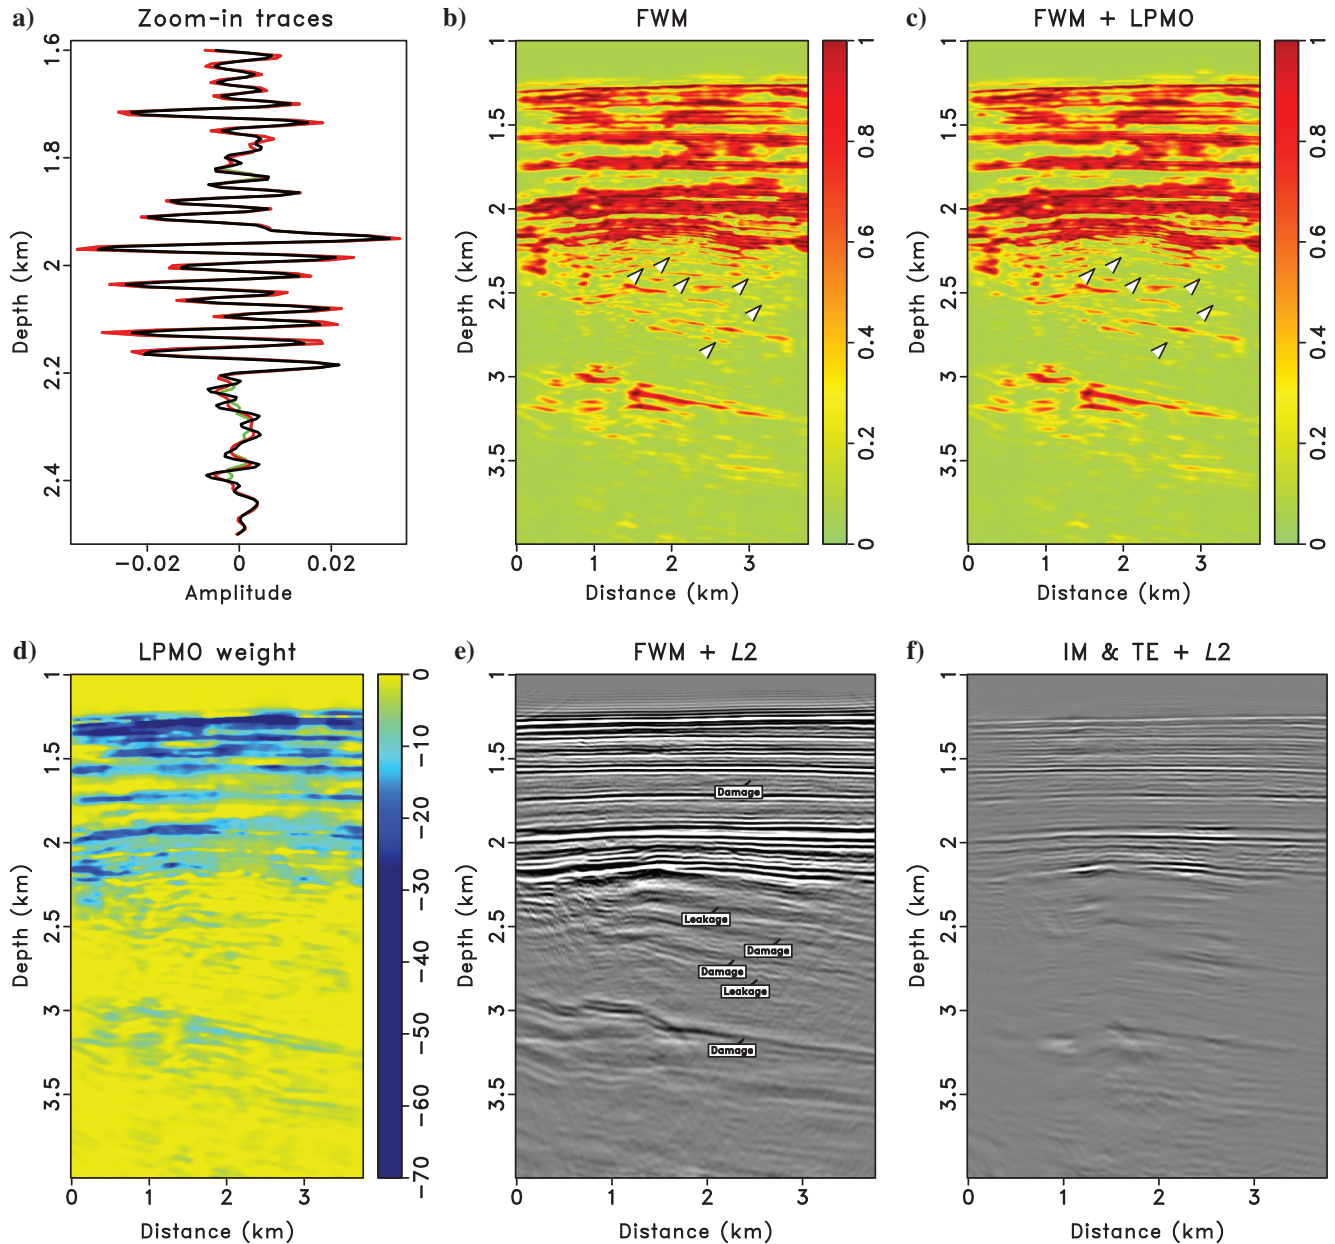 a) Zoom-in traces
1.6
1.8
2
2.2
2.4
Depth (km)
−0.02 0 0.02
Amplitude
b) FWM
1
1.5
2
2.5
3
3.5
Depth (km)
0 1 2 3
Distance (km)
1
0.8
0.6
0.4
0.2
0
c) FWM + LPMO
1
1.5
2
2.5
3
3.5
Depth (km)
0 1 2 3
Distance (km)
1
0.8
0.6
0.4
0.2
0
d) LPMO weight
1
1.5
2
2.5
3
3.5
Depth (km)
0 1 2 3
Distance (km)
0
−10
−20
−30
−40
−50
−60
−70
e) FWM + L2
1
1.5
2
2.5
3
3.5
Depth (km)
Damage
Leakage
Damage
Damage
Leakage
Damage
0 1 2 3
Distance (km)
f) IM & TE + L2
1
1.5
2
2.5
3
3.5
Depth (km)
0 1 2 3
Distance (km)